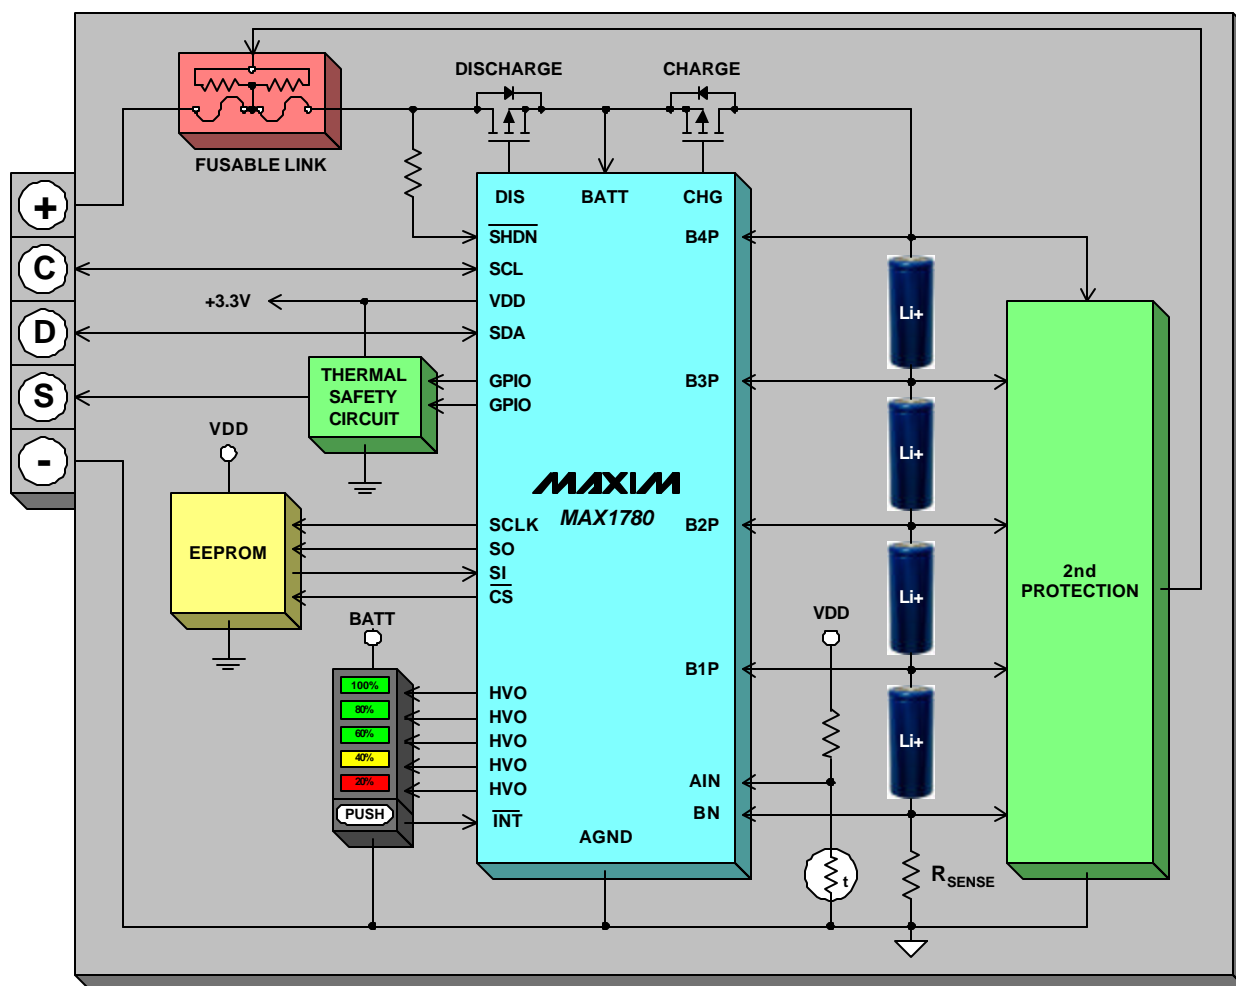 DISCHARGE
CHARGE
FUSABLE LINK
+
C
D
S
-
DIS
BATT
CHG
SHDN
SCL
+3.3V
VDD
SDA
THERMAL
SAFETY
CIRCUIT
GPIO
GPIO
VDD
EEPROM
SCLK
SO
SI
CS
BATT
100%
80%
60%
40%
20%
PUSH
HVO
HVO
HVO
HVO
HVO
INT
MAXIM
MAX1780
AGND
B4P
B3P
B2P
B1P
AIN
BN
VDD
t
Li+
Li+
Li+
Li+
RSENSE
2nd
PROTECTION